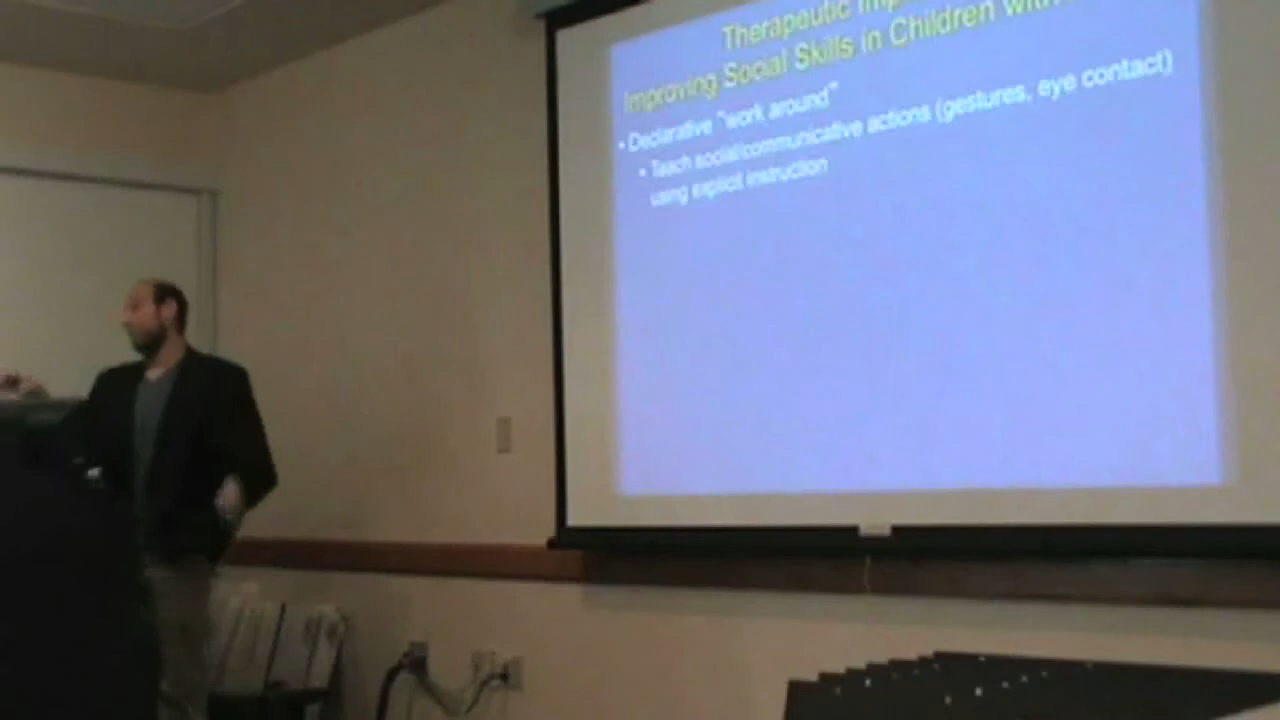 Therapeutic
Improving Social Skills in Children with
• Declarative "work around"
• Teach social/communicative actions (gestures, eye contact)
using explicit instruction